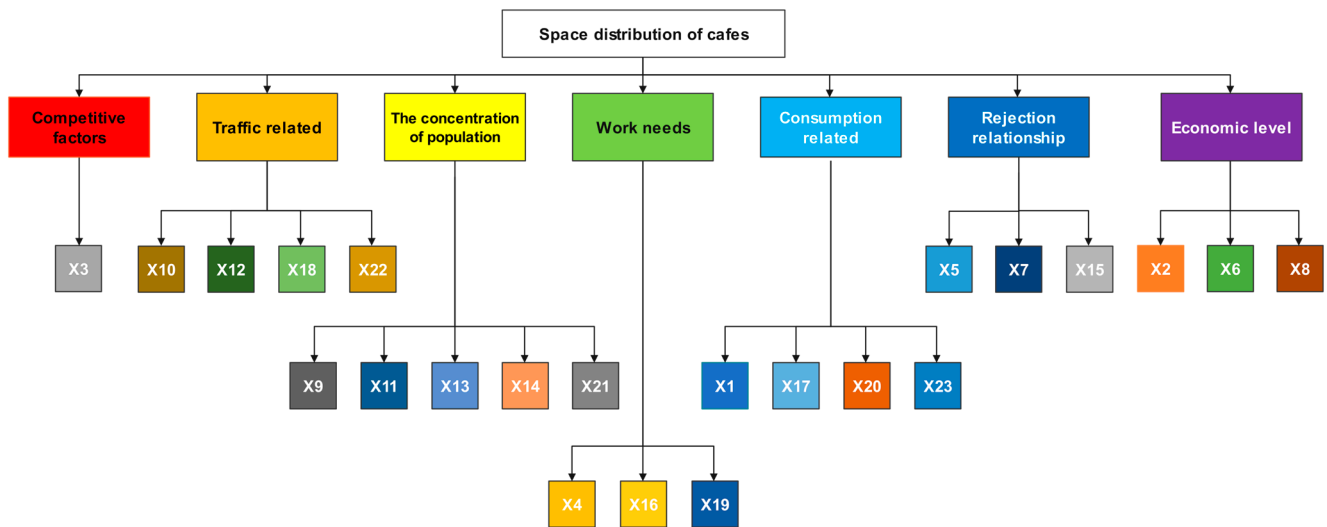 Space distribution of cafes
Competitive
factors
Traffic related
The concentration
of population
Work needs
Consumption
related
Rejection
relationship
Economic level
X3
X10
X12
X18
X22
X5
X7
X15
X2
X6
X8
X9
X11
X13
X14
X21
X1
X17
X20
X23
X4
X16
X19